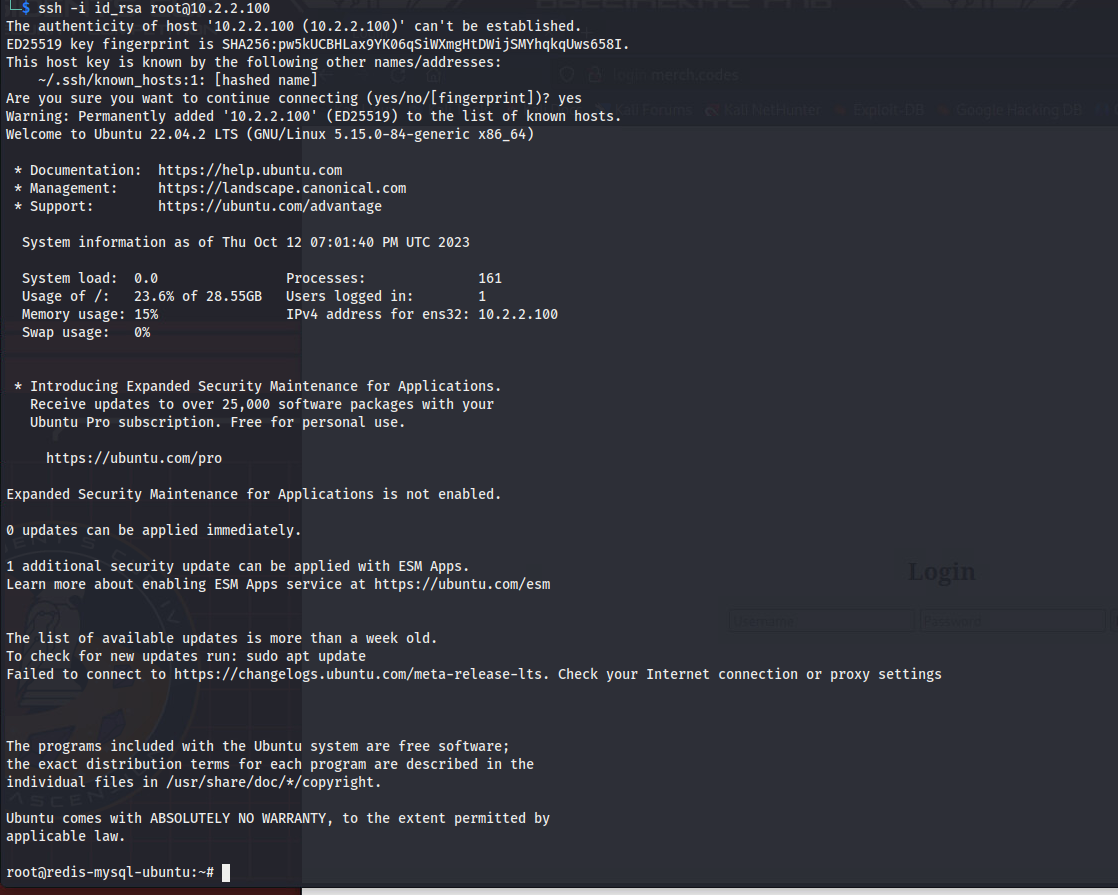 └─$ ssh -i id_rsa root@10.2.2.100
The authenticity of host '10.2.2.100 (10.2.2.100)' can't be established.
ED25519 key fingerprint is SHA256:pw5kUCBHLax9YK06qSiWXmgHtDWijSMYhqkqUws658I.
This host key is known by the following other names/addresses:
    ~/.ssh/known_hosts:1: [hashed name]
Are you sure you want to continue connecting (yes/no/[fingerprint])? yes
Warning: Permanently added '10.2.2.100' (ED25519) to the list of known hosts.
Welcome to Ubuntu 22.04.2 LTS (GNU/Linux 5.15.0-84-generic x86_64)
 * Documentation:  https://help.ubuntu.com
 * Management:     https://landscape.canonical.com
 * Support:        https://ubuntu.com/advantage
  System information as of Thu Oct 12 07:01:40 PM UTC 2023
  System load:  0.0                Processes:              161
  Usage of /:   23.6% of 28.55GB   Users logged in:        1
  Memory usage: 15%                IPv4 address for ens32: 10.2.2.100
  Swap usage:   0%
 * Introducing Expanded Security Maintenance for Applications.
   Receive updates to over 25,000 software packages with your
   Ubuntu Pro subscription. Free for personal use.
     https://ubuntu.com/pro
Expanded Security Maintenance for Applications is not enabled.
0 updates can be applied immediately.
1 additional security update can be applied with ESM Apps.
Learn more about enabling ESM Apps service at https://ubuntu.com/esm
The list of available updates is more than a week old.
To check for new updates run: sudo apt update
Failed to connect to https://changelogs.ubuntu.com/meta-release-lts. Check your Internet connection or proxy settings
The programs included with the Ubuntu system are free software;
the exact distribution terms for each program are described in the
individual files in /usr/share/doc/*/copyright.
Ubuntu comes with ABSOLUTELY NO WARRANTY, to the extent permitted by
applicable law.
root@redis-mysql-ubuntu:~#
merch.codes
Kali Forums
Kali NetHunter
Exploit-DB
Google Hacking DB
Login
Username
Password